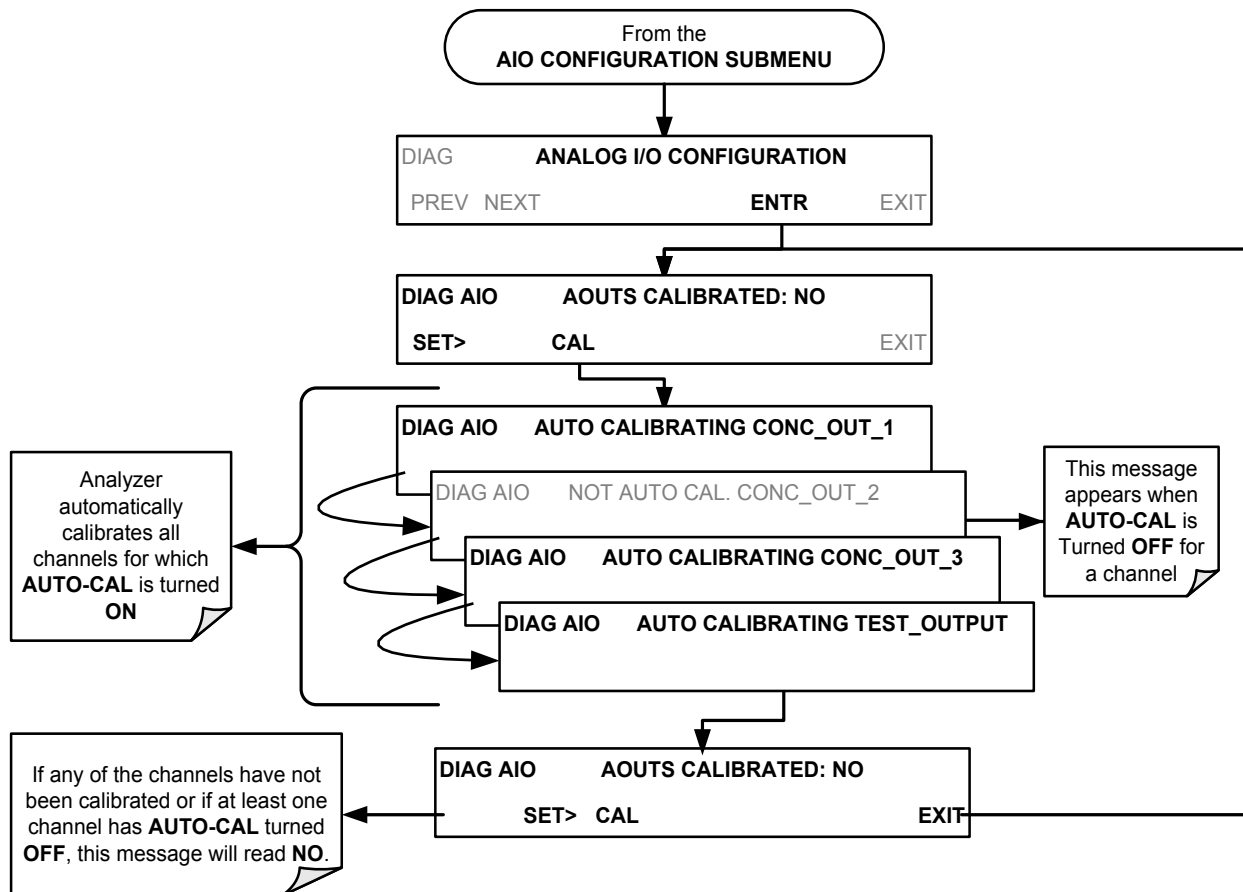 From the
AIO CONFIGURATION SUBMENU
DIAG ANALOG I/O CONFIGURATION
PREV NEXT ENTR EXIT
DIAG AIO AOUTS CALIBRATED: NO
SET> CAL EXIT
DIAG AIO AUTO CALIBRATING CONC_OUT_1
DIAG AIO NOT AUTO CAL. CONC_OUT_2
DIAG AIO AUTO CALIBRATING CONC_OUT_3
DIAG AIO AUTO CALIBRATING TEST_OUTPUT
Analyzer
automatically
calibrates all
channels for which
AUTO-CAL is turned
ON
This message
appears when
AUTO-CAL is
Turned OFF for
a channel
DIAG AIO AOUTS CALIBRATED: NO
SET> CAL EXIT
If any of the channels have not
been calibrated or if at least one
channel has AUTO-CAL turned
OFF, this message will read NO.